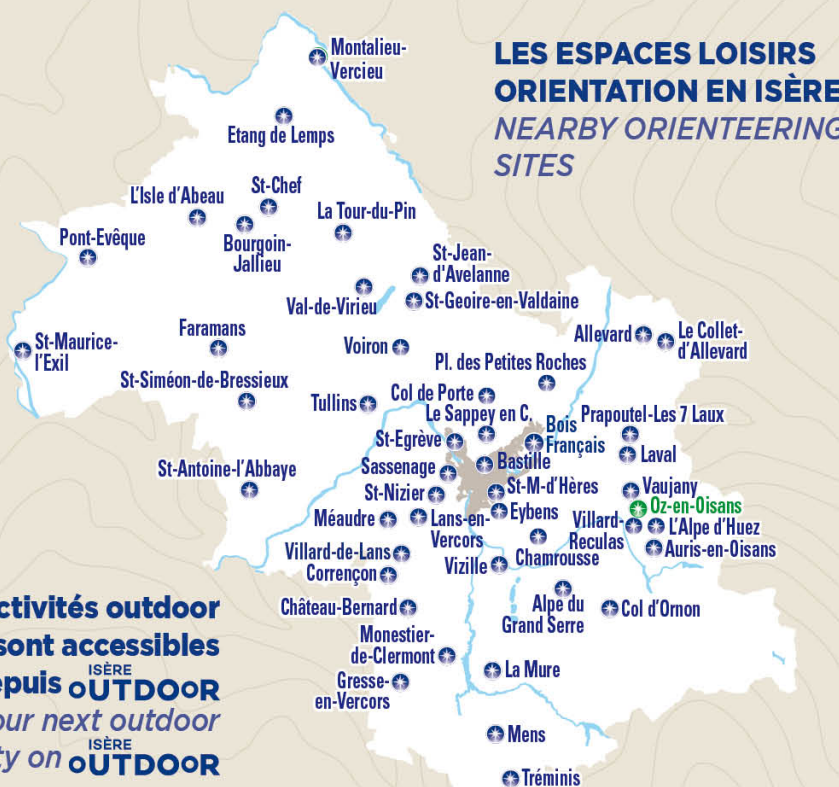 LES ESPACES LOISIRS
ORIENTATION EN ISÈRE
NEARBY ORIENTEERING
SITES
Montalieu-
Vercieu
Etang de Lemps
L'Isle d'Abeau
St-Chef
La Tour-du-Pin
Pont-Evêque
Bourgoin-
Jallieu
St-Jean-
d'Avelanne
Val-de-Virieu
St-Geoire-en-Valdaine
St-Maurice-
l'Exil
Faramans
Voiron
Allevard
Le Collet-
d'Allevard
Pl. des Petites Roches
St-Siméon-de-Bressieux
Tullins
Col de Porte
Le Sappey en C.
Prapoutel-Les 7 Laux
Bois
Français
St-Egrève
Laval
St-Antoine-l'Abbaye
Sassenage
Bastille
St-Nizier
St-M-d'Hères
Vaujany
Oz-en-Oisans
Méaudre
Lans-en-
Vercors
Eybens
Villard-
Reculas
L'Alpe d'Huez
Auris-en-Oisans
Villard-de-Lans
Corrençon
Vizille
Chamrousse
Château-Bernard
Alpe du
Grand Serre
Col d'Ornon
Monestier-
de-Clermont
La Mure
Gresse-
en-Vercors
Mens
Tréminis
ctivités outdoor
sont accessibles
epuis ISÈRE OUTDOOR
our next outdoor
ty on ISÈRE OUTDOOR